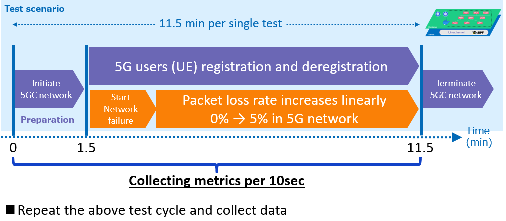 Test scenario
11.5 min per single test
Initiate
5GC network
5G users (UE) registration and deregistration
Terminate
5GC network
Start
Network
failure
Packet loss rate increases linearly
0% → 5% in 5G network
Preparation
0
1.5
11.5
Time
(min)
Collecting metrics per 10sec
■ Repeat the above test cycle and collect data